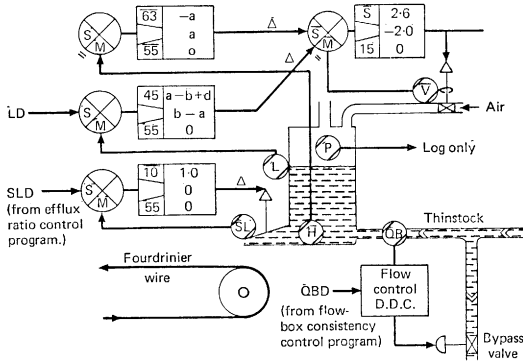 63 -a
a
55 0
S M =
Δ
S M =
Δ
S 2·6
-2·0
15 0
LD
S M
45 a-b+d
b-a
55 0
V
Air
L
P
Log only
SLD
(from efflux
ratio control
program.)
S M
10 1·0
0
55 0
Δ
SL
H
QB
Thinstock
Fourdrinier
wire
QBD
(from flow-
box consistency
control program)
Flow
control
D.D.C.
Bypass
valve